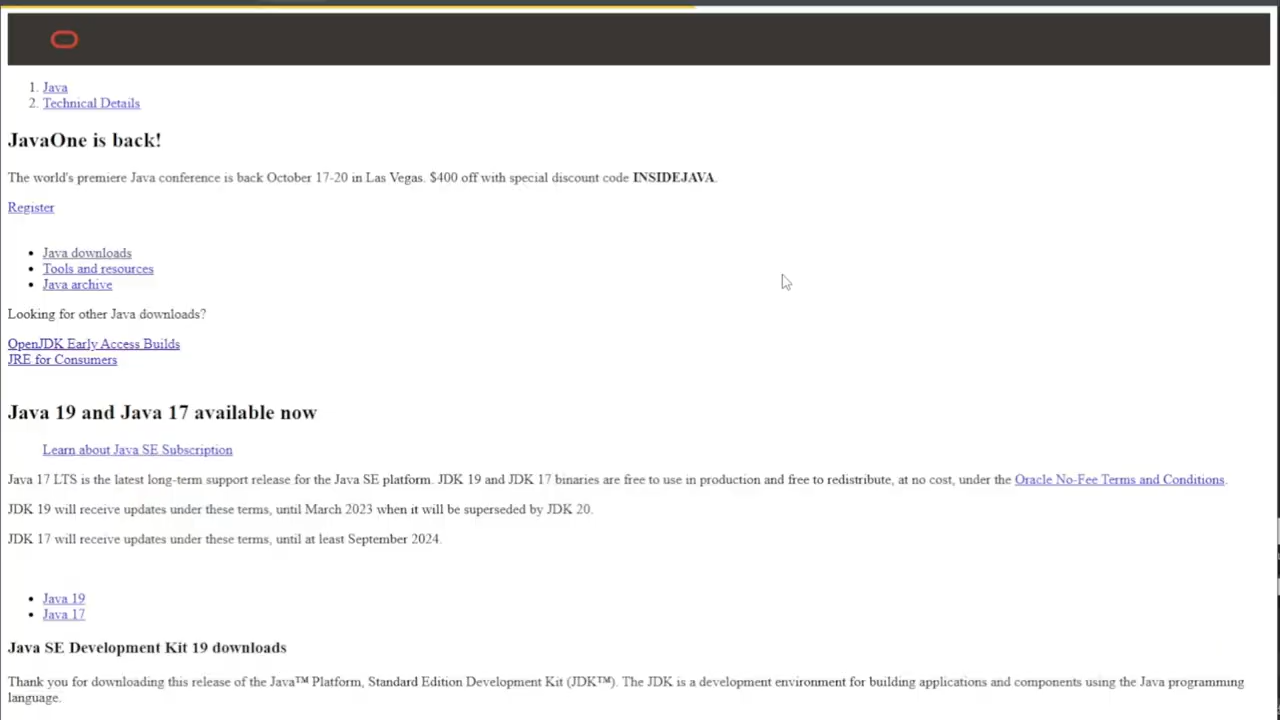 1. Java
2. Technical Details
JavaOne is back!
The world's premiere Java conference is back October 17-20 in Las Vegas. $400 off with special discount code INSIDEJAVA.
Register
• Java downloads
• Tools and resources
• Java archive
Looking for other Java downloads?
OpenJDK Early Access Builds
JRE for Consumers
Java 19 and Java 17 available now
Learn about Java SE Subscription
Java 17 LTS is the latest long-term support release for the Java SE platform. JDK 19 and JDK 17 binaries are free to use in production and free to redistribute, at no cost, under the Oracle No-Fee Terms and Conditions.
JDK 19 will receive updates under these terms, until March 2023 when it will be superseded by JDK 20.
JDK 17 will receive updates under these terms, until at least September 2024.
• Java 19
• Java 17
Java SE Development Kit 19 downloads
Thank you for downloading this release of the Java™ Platform, Standard Edition Development Kit (JDK™). The JDK is a development environment for building applications and components using the Java programming
language.